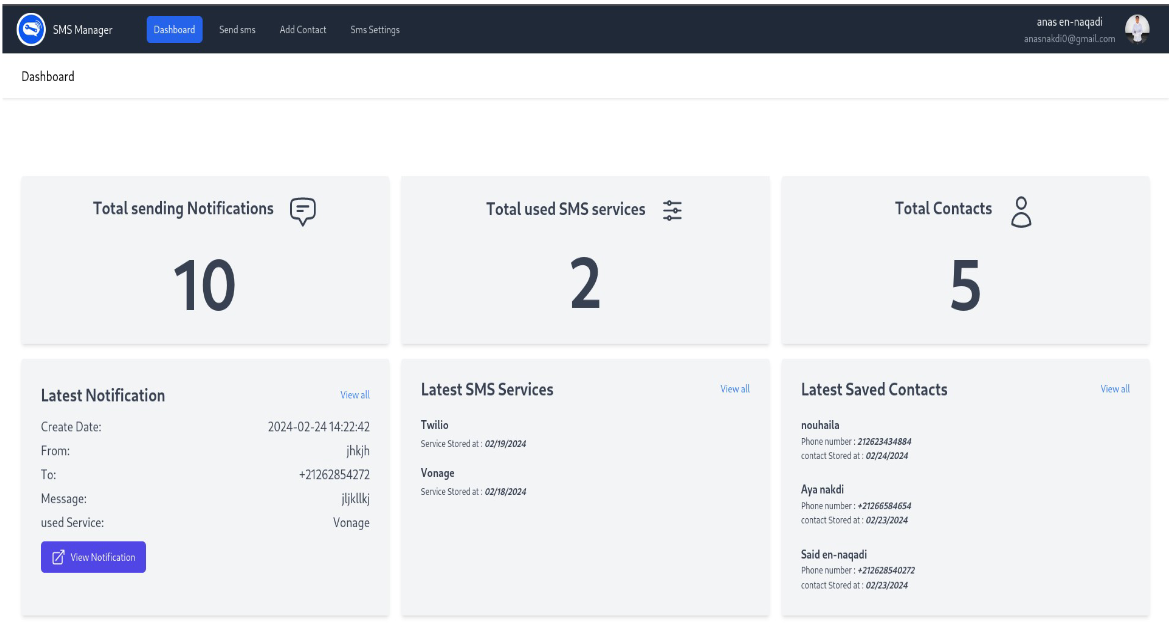 SMS Manager Dashboard Send sms Add Contact Sms Settings
anas en-naqadi
anasnakdi0@gmail.com
Dashboard
Total sending Notifications
10
Total used SMS services
2
Total Contacts
5
Latest Notification View all
Create Date: 2024-02-24 14:22:42
From: jhkjh
To: +21262854272
Message: jljkllkj
used Service: Vonage
View Notification
Latest SMS Services View all
Twilio
Service Stored at : 02/19/2024
Vonage
Service Stored at : 02/18/2024
Latest Saved Contacts View all
nouhaila
Phone number : 212623434884
contact Stored at : 02/24/2024
Aya nakdi
Phone number : +21266584654
contact Stored at : 02/23/2024
Said en-naqadi
Phone number : +212628540272
contact Stored at : 02/23/2024